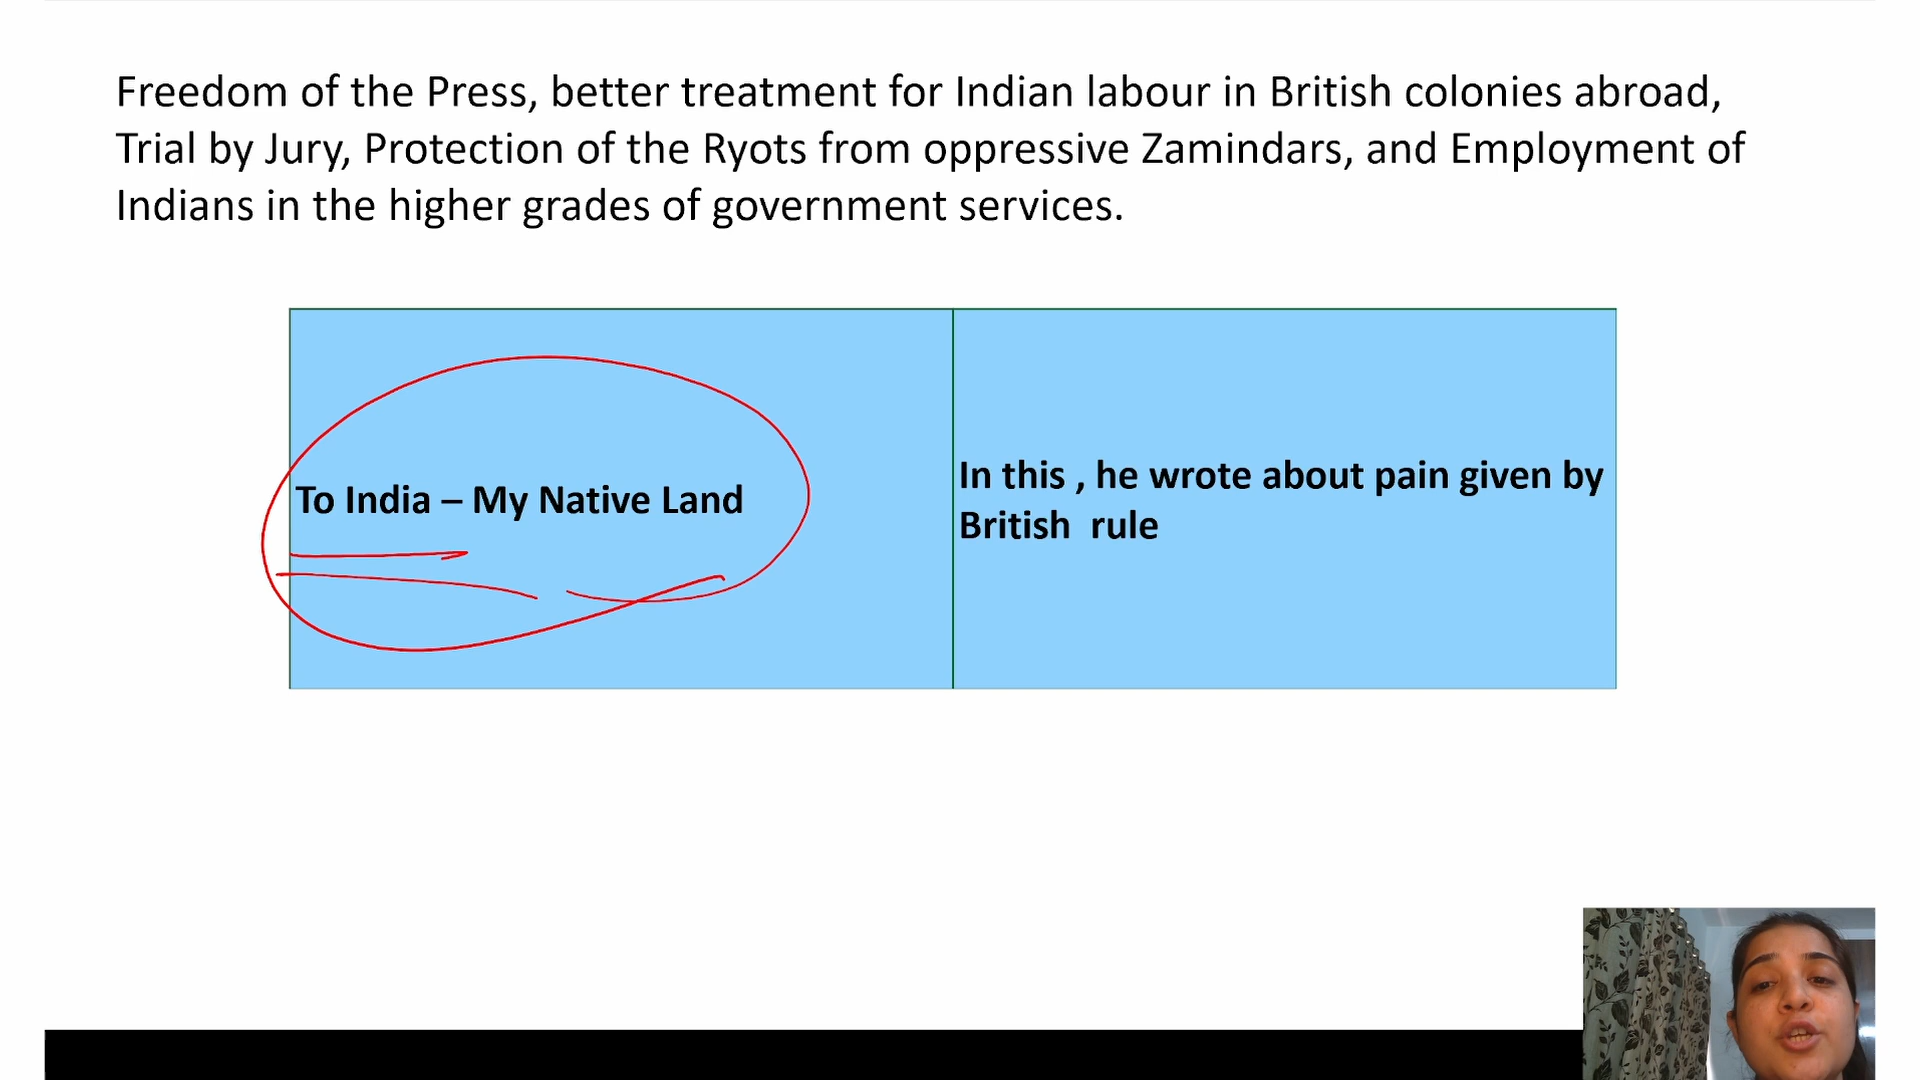 Freedom of the Press, better treatment for Indian labour in British colonies abroad,
Trial by Jury, Protection of the Ryots from oppressive Zamindars, and Employment of
Indians in the higher grades of government services.
To India – My Native Land
In this , he wrote about pain given by
British rule